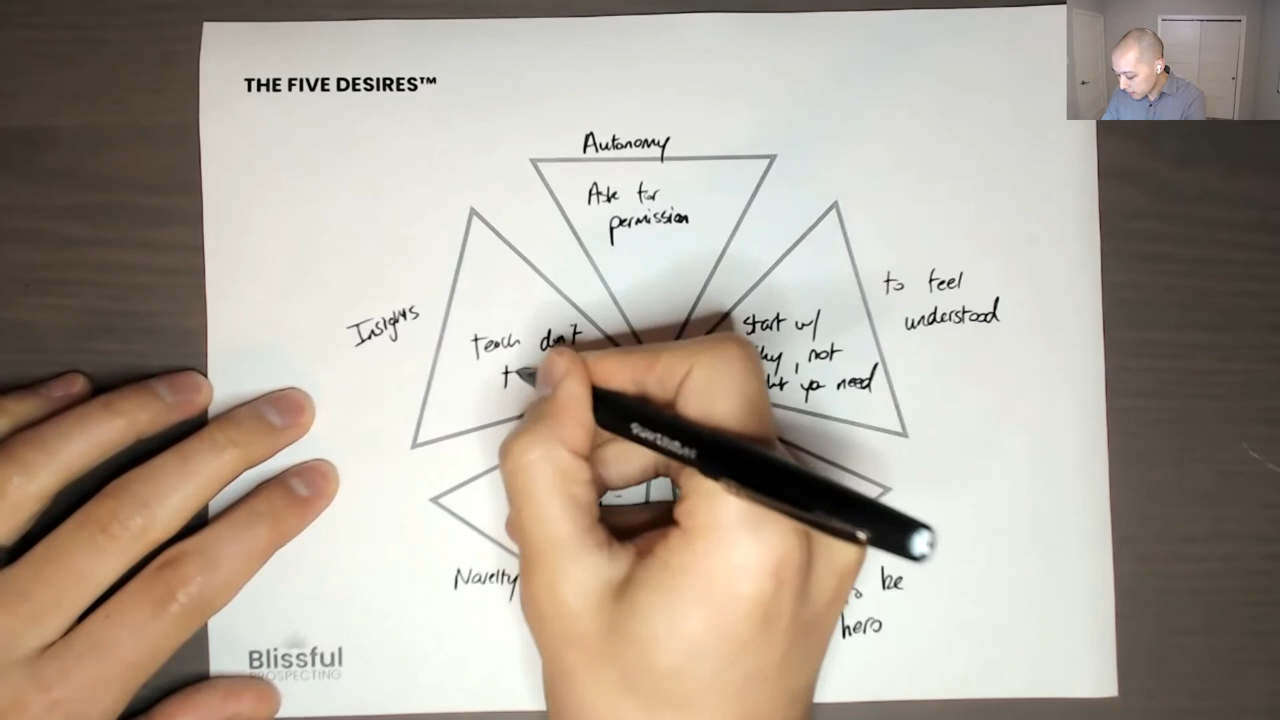 THE FIVE DESIRES™
Autonomy
Ask for
permission
to feel
understood
start w/
not
you need
Insights
teach don't
Novelty
be
hero
Blissful
PROSPECTING